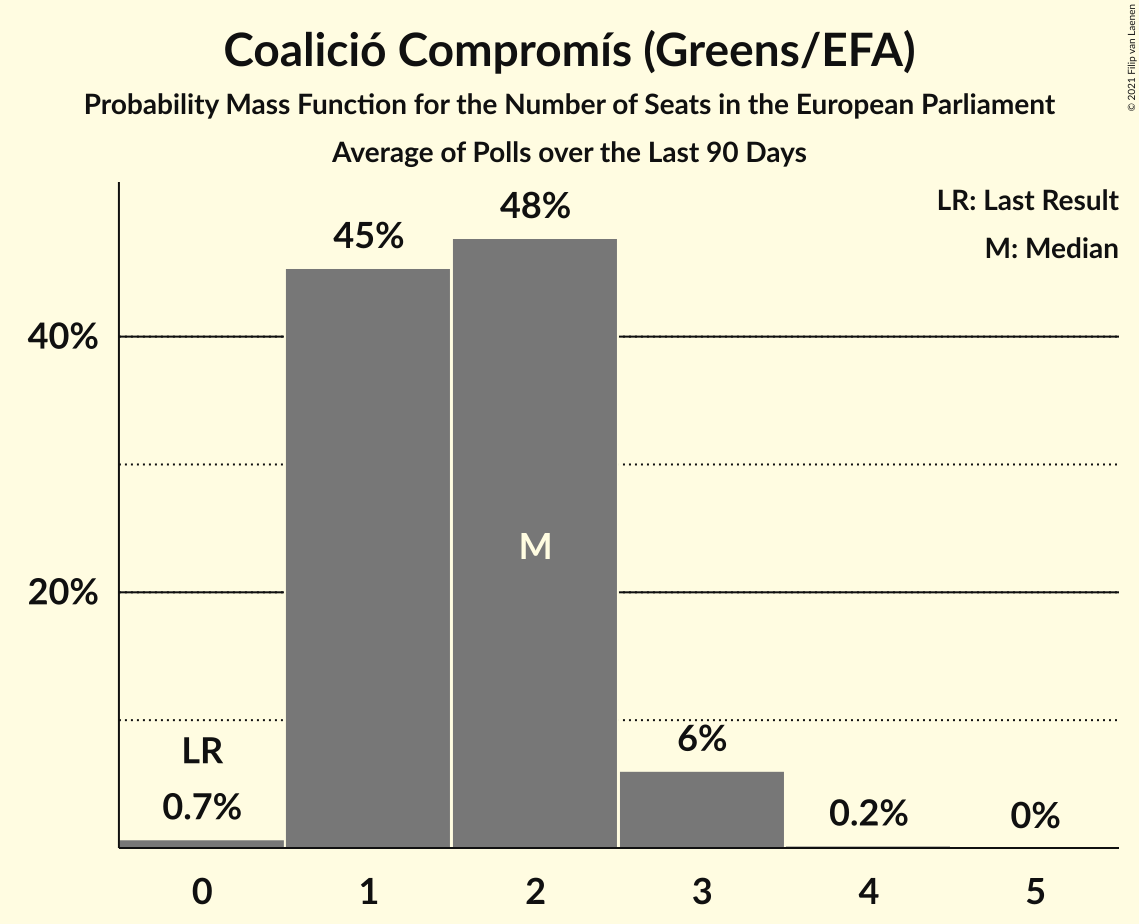 Coalició Compromís (Greens/EFA)
Probability Mass Function for the Number of Seats in the European Parliament
Average of Polls over the Last 90 Days
© 2021 Filip van Laenen
LR: Last Result
M: Median
48%
45%
40%
M
20%
LR
6%
0.7%
0.2%
0%
0 1 2 3 4 5